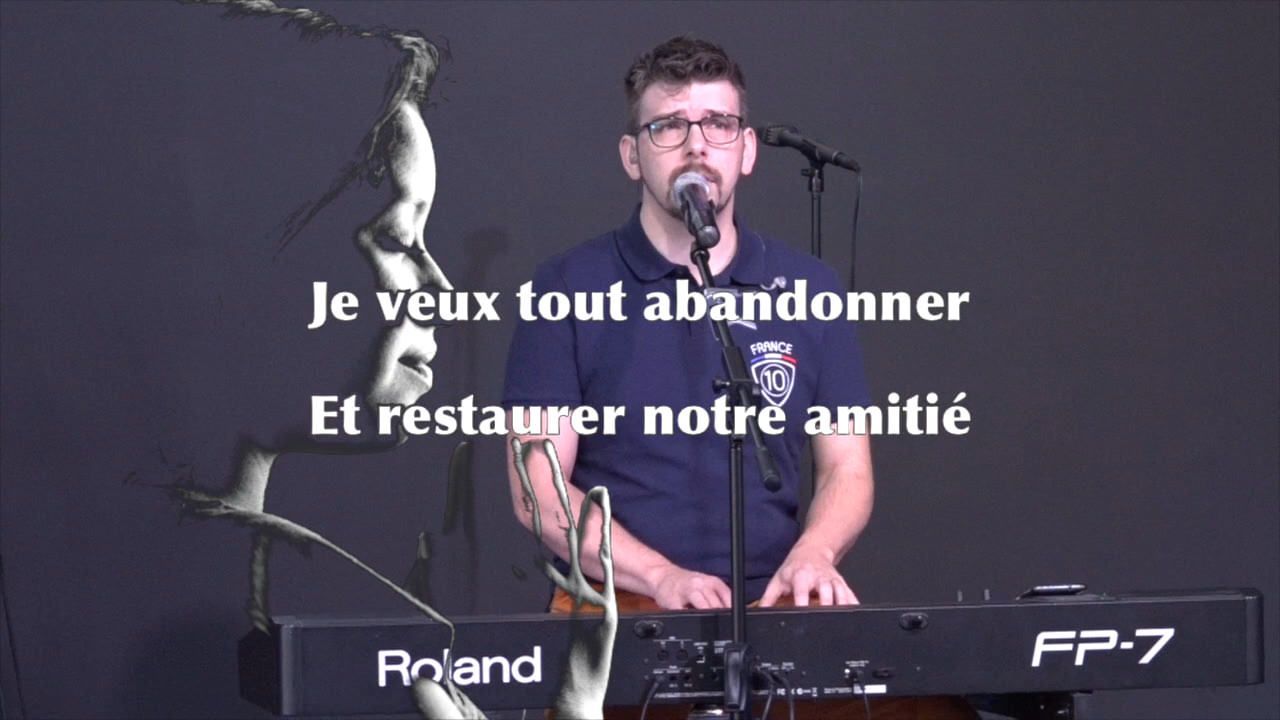 Je veux tout abandonner
FRANCE
10
Et restaurer notre amitié
Roland
FP-7